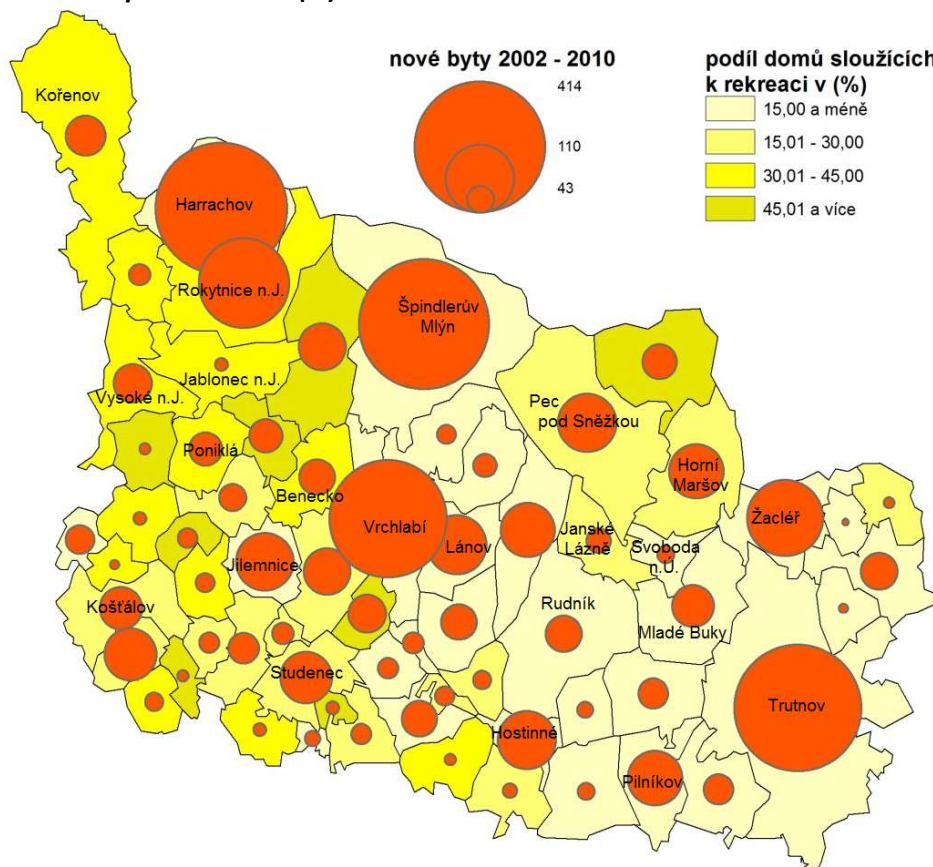 nové byty 2002 - 2010
414
110
43
podíl domů sloužících
k rekreaci v (%)
15,00 a méně
15,01 - 30,00
30,01 - 45,00
45,01 a více
Kořenov
Harrachov
Rokytnice n.J.
Špindlerův
Mlýn
Jablonec n.J.
Vysoké n.J.
Pec
pod Sněžkou
Poniklá
Horní
Maršov
Benecko
Vrchlabí
Žacléř
Lánov
Janské
Lázně
Svoboda
n.Ú.
Jilemnice
Košťálov
Rudník
Mladé Buky
Studenec
Trutnov
Hostinné
Pilníkov